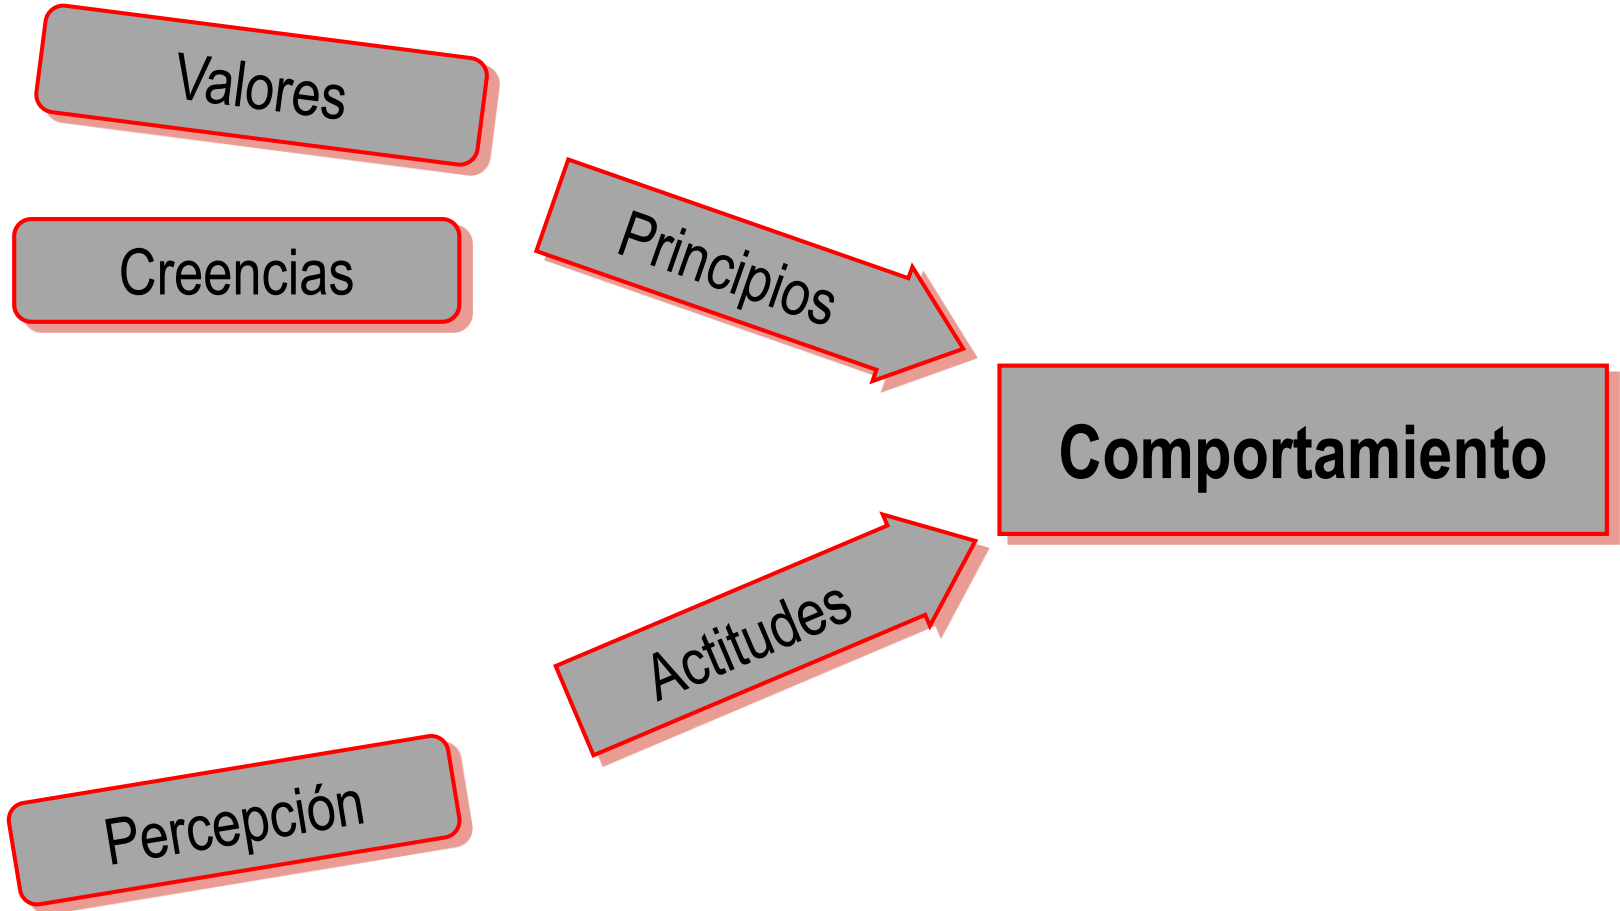 Valores
Creencias
Principios
Comportamiento
Actitudes
Percepción